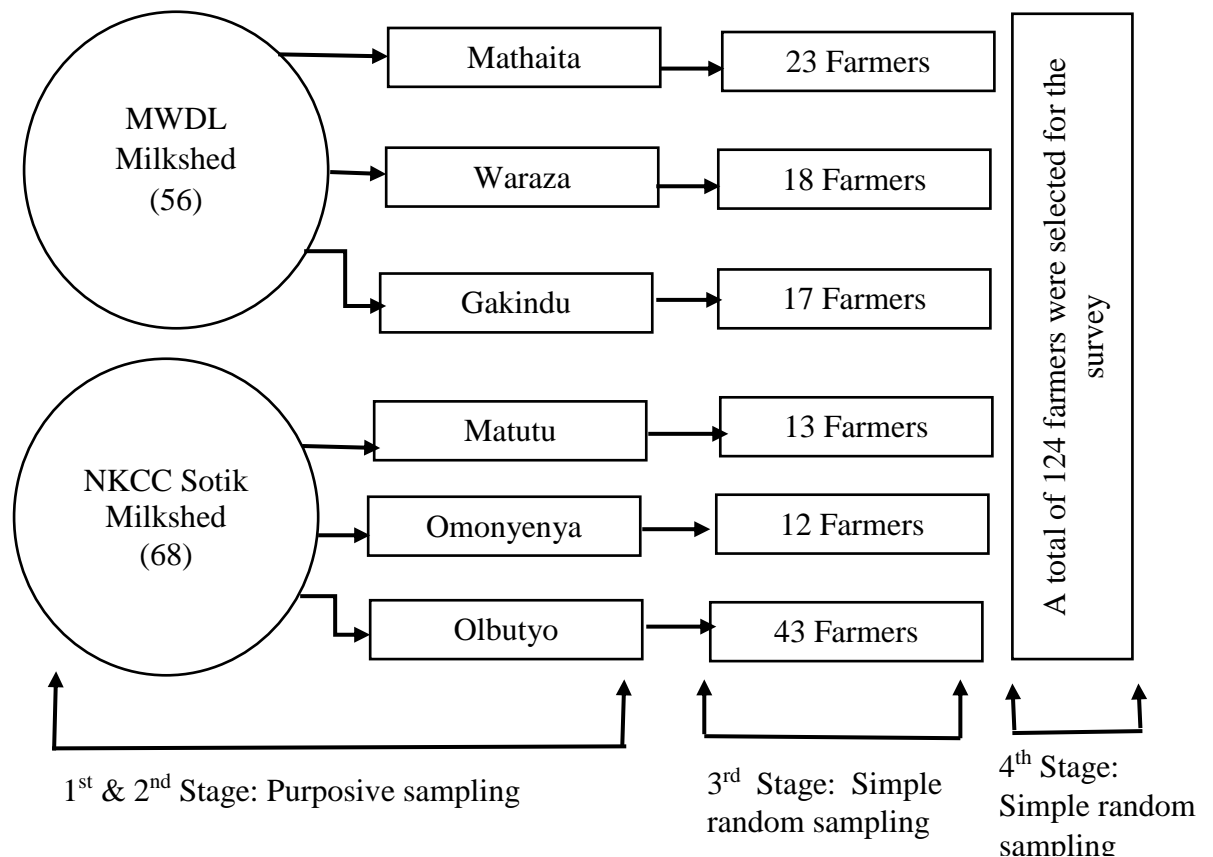 MWDL
Milkshed
(56)
Mathaita
23 Farmers
Waraza
18 Farmers
Gakindu
17 Farmers
NKCC Sotik
Milkshed
(68)
Matutu
13 Farmers
Omonyenya
12 Farmers
Olbutyo
43 Farmers
A total of 124 farmers were selected for the
survey
1st & 2nd Stage: Purposive sampling
3rd Stage: Simple
random sampling
4th Stage:
Simple random
sampling